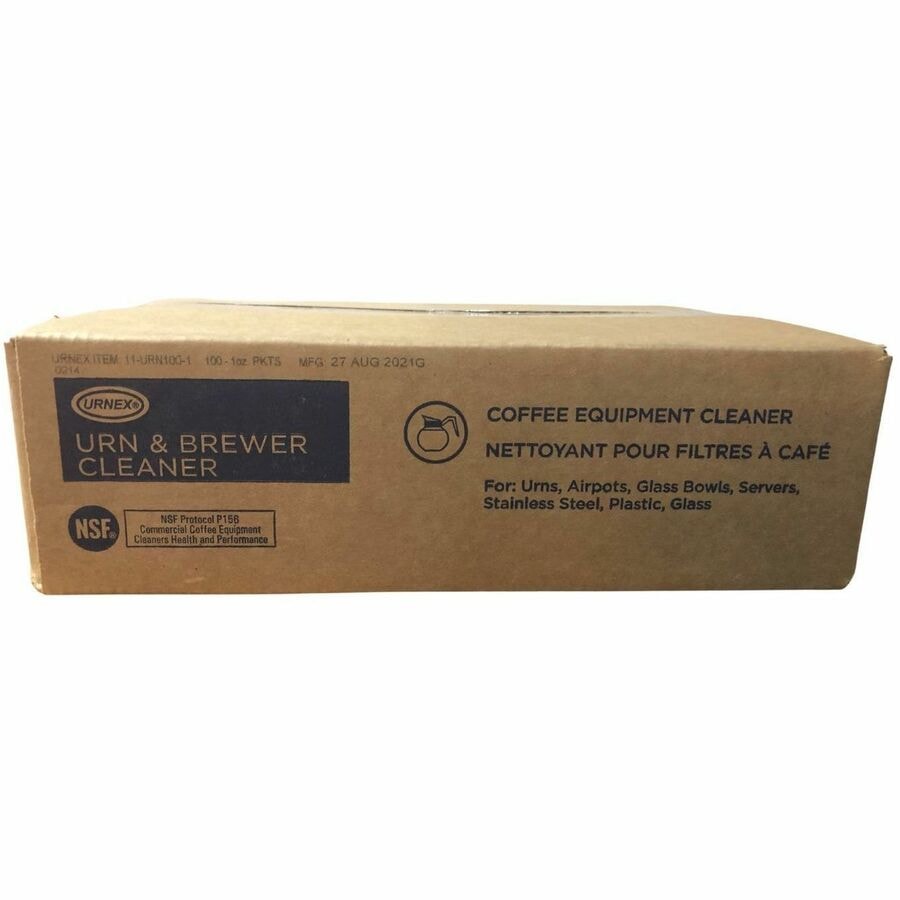 URNEX ITEM 11-URN100-1 100 - 1oz. PKTS MFG 27 AUG 2021G
0214
URNEX®
URN & BREWER
CLEANER
NSF®
NSF Protocol P156
Commercial Coffee Equipment
Cleaners Health and Performance
COFFEE EQUIPMENT CLEANER
NETTOYANT POUR FILTRES À CAFÉ
For: Urns, Airpots, Glass Bowls, Servers,
Stainless Steel, Plastic, Glass